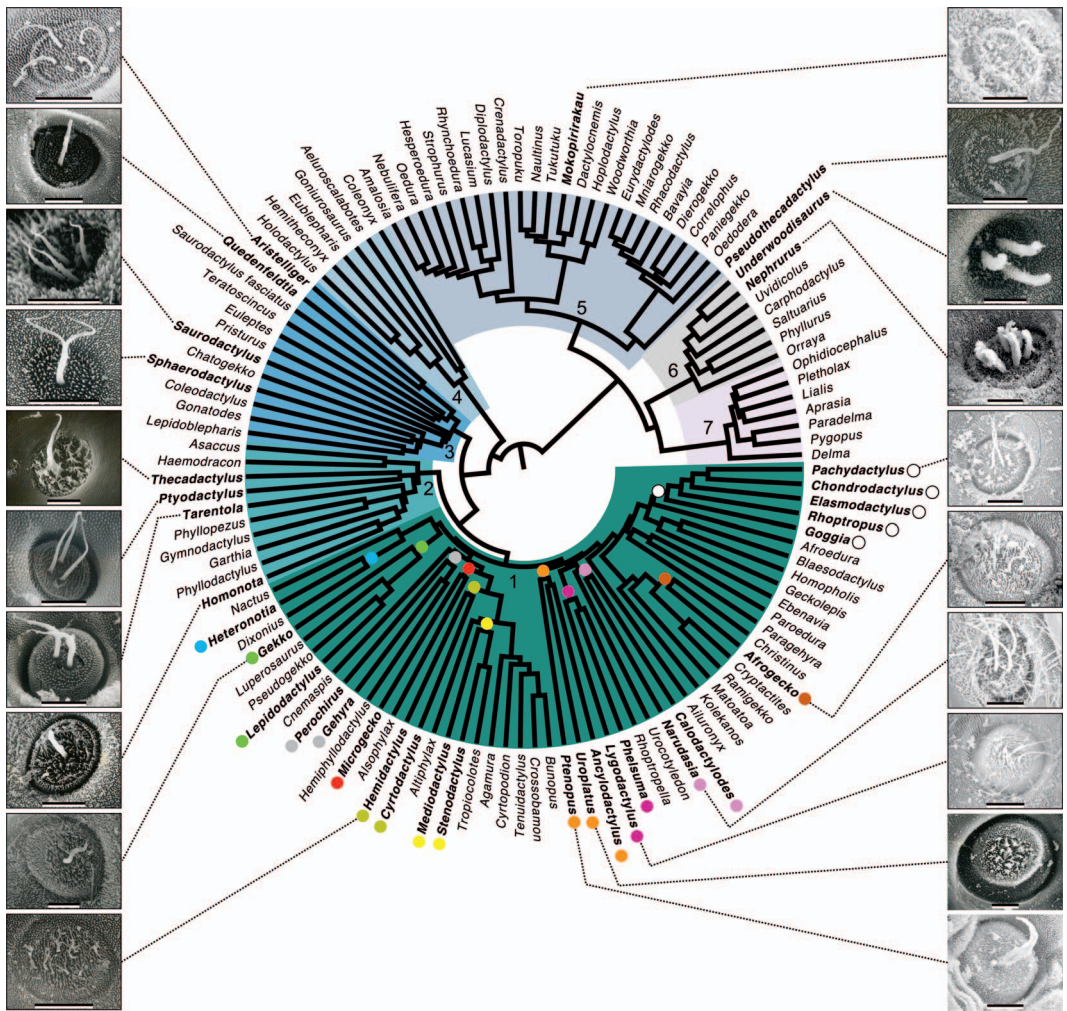 Crenadactylus
Diplodactylus
Lucasium
Rhynchoedura
Strophurus
Hesperoedura
Oedura
Nebulifera
Amalosia
Coleonyx
Aeluroscalabotes
Goniurosaurus
Eublepharis
Hemitheconyx
Holodactylus
Aristelliger
Quedenfeldtia
Saurodactylus fasciatus
Teratoscincus
Euleptes
Pristurus
Saurodactylus
Chatogekko
Sphaerodactylus
Coleodactylus
Gonatodes
Lepidoblepharis
Asaccus
Haemodracon
Thecadactylus
Ptyodactylus
Tarentola
Phyllopezus
Gymnodactylus
Garthia
Phyllodactylus
Homonota
Nactus
Heteronotia
Dixonius
Gekko
Luperosaurus
Pseudogekko
Lepidodactylus
Cnemaspis
Perochirus
Gehyra
Hemiphyllodactylus
Microgecko
Alsophylax
Hemidactylus
Cyrtodactylus
Altiphylax
Mediodactylus
Stenodactylus
Tropiocolotes
Agamura
Cyrtopodion
Tenuidactylus
Crossobamon
Bunopus
Ptenopus
Uroplatus
Ancylodactylus
Lygodactylus
Phelsuma
Rhoptropella
Urocotyledon
Narudasia
Calodactylodes
Ailuronyx
Kolekanos
Matoatoa
Ramigekko
Cryptactites
Afrogecko
Christinus
Paragehyra
Paroedura
Ebenavia
Geckolepis
Homopholis
Blaesodactylus
Afroedura
Goggia
Rhoptropus
Elasmodactylus
Chondrodactylus
Pachydactylus
Delma
Pygopus
Paradelma
Aprasia
Lialis
Pletholax
Ophidiocephalus
Orraya
Phyllurus
Saltuarius
Carphodactylus
Uvidicolus
Nephrurus
Underwoodisaurus
Pseudothecadactylus
Oedodera
Paniegekko
Correlophus
Dierogekko
Bavayia
Rhacodactylus
Mniarogekko
Eurydactylodes
Woodworthia
Hoplodactylus
Dactylocnemis
Mokopirirakau
Tukutuku
Naultinus
Toropuku
5
6
4
7
3
2
1